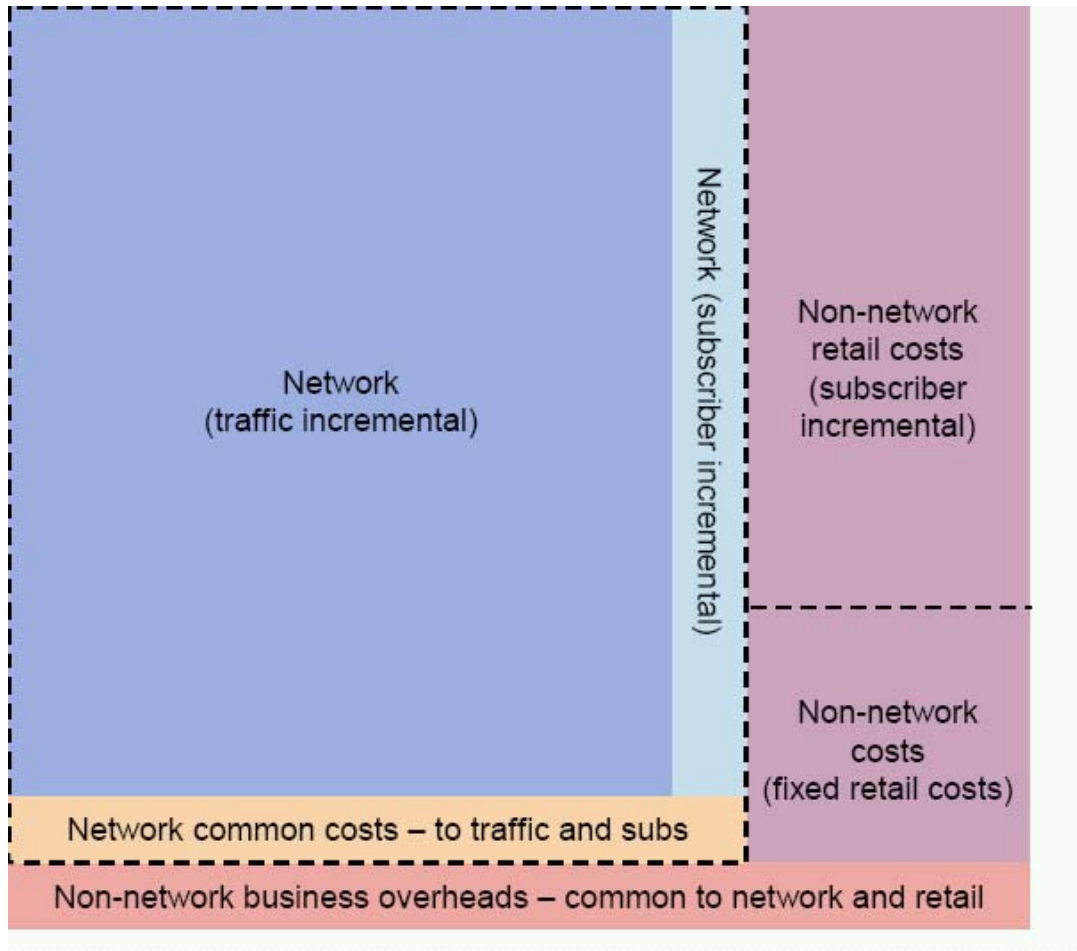 Network
(traffic incremental)
Network (subscriber incremental)
Non-network
retail costs
(subscriber
incremental)
Non-network
costs
(fixed retail costs)
Network common costs – to traffic and subs
Non-network business overheads – common to network and retail